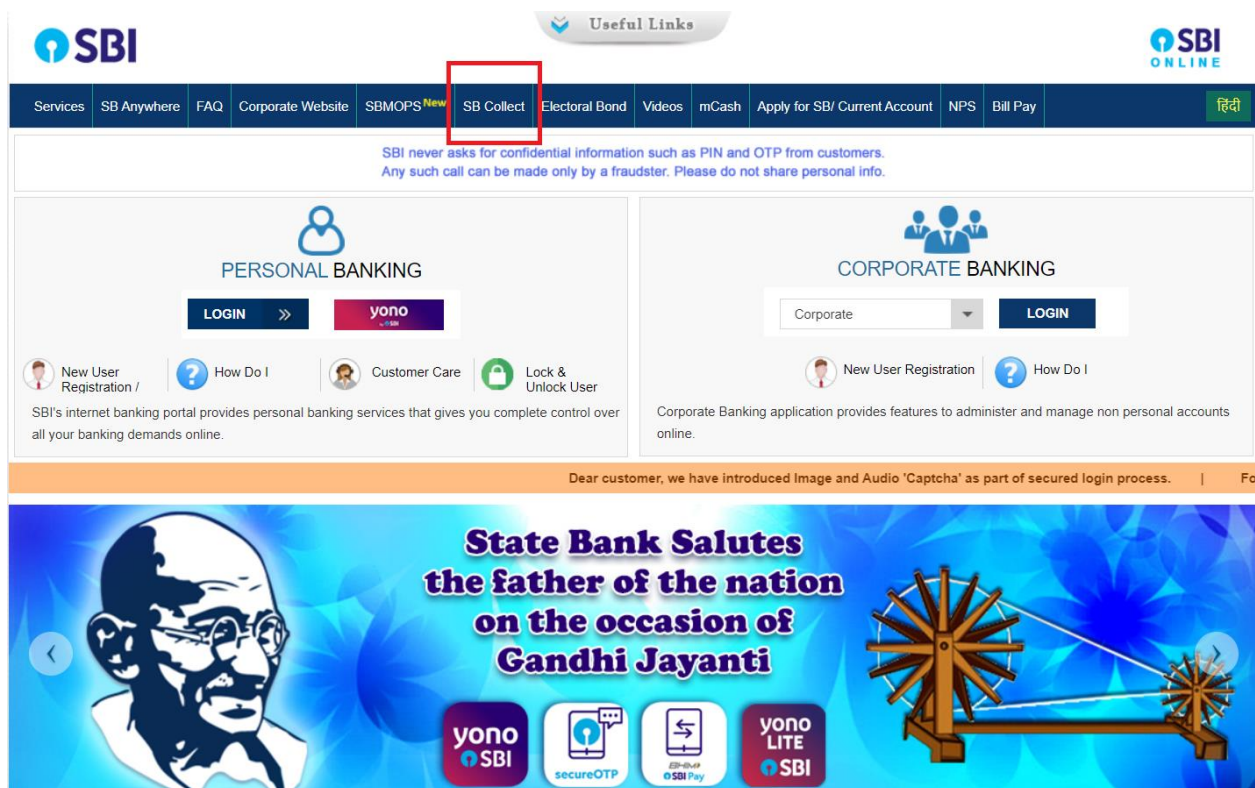 SBI
Useful Links
SBI
ONLINE
Services SB Anywhere FAQ Corporate Website SBMOPS New SB Collect Electoral Bond Videos mCash Apply for SB/ Current Account NPS Bill Pay हिंदी
SBI never asks for confidential information such as PIN and OTP from customers.
Any such call can be made only by a fraudster. Please do not share personal info.
PERSONAL BANKING
LOGIN
yono
by SBI
New User
Registration /
How Do I
Customer Care
Lock &
Unlock User
SBI's internet banking portal provides personal banking services that gives you complete control over
all your banking demands online.
CORPORATE BANKING
Corporate
LOGIN
New User Registration
How Do I
Corporate Banking application provides features to administer and manage non personal accounts
online.
Dear customer, we have introduced Image and Audio 'Captcha' as part of secured login process. | Fo
State Bank Salutes
the father of the nation
on the occasion of
Gandhi Jayanti
yono
SBI
secureOTP
BHIM
SBI Pay
yono
LITE
SBI